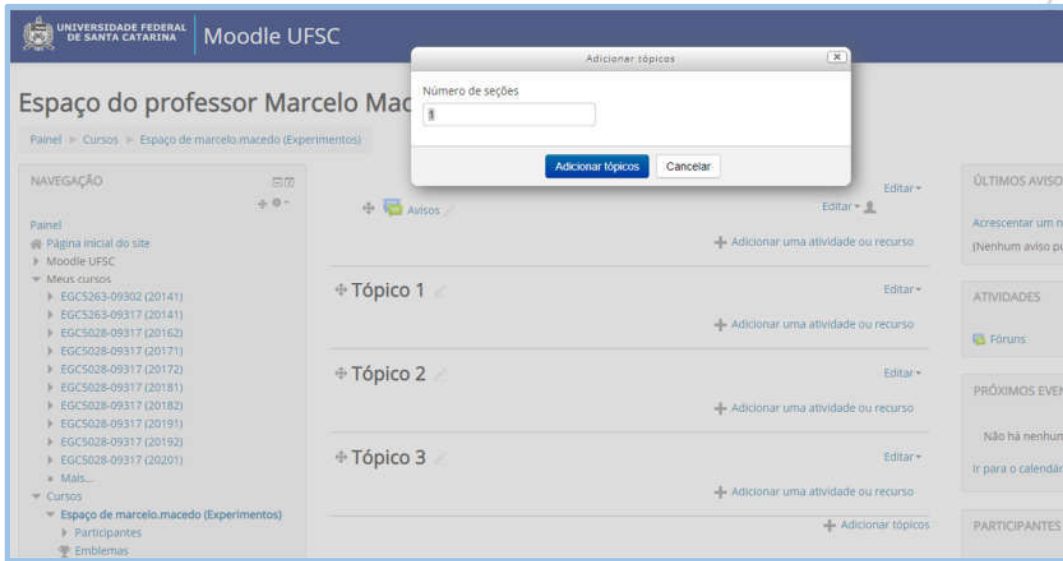 UNIVERSIDADE FEDERAL
DE SANTA CATARINA
Moodle UFSC
Adicionar tópicos
Número de seções
1
Adicionar tópicos
Cancelar
Espaço do professor Marcelo Mac
Painel
Cursos
Espaço de marcelo.macedo (Experimentos)
NAVEGAÇÃO
Painel
Página inicial do site
Moodle UFSC
Meus cursos
EGC5263-09302 (20141)
EGC5263-09317 (20141)
EGC5028-09317 (20162)
EGC5028-09317 (20171)
EGC5028-09317 (20172)
EGC5028-09317 (20181)
EGC5028-09317 (20182)
EGC5028-09317 (20191)
EGC5028-09317 (20192)
EGC5028-09317 (20201)
Mais...
Cursos
Espaço de marcelo.macedo (Experimentos)
Participantes
Emblemas
Editar
Avisos
Editar
Adicionar uma atividade ou recurso
Tópico 1
Editar
Adicionar uma atividade ou recurso
Tópico 2
Editar
Adicionar uma atividade ou recurso
Tópico 3
Editar
Adicionar uma atividade ou recurso
Adicionar tópicos
ÚLTIMOS AVISO
Acrescentar um n
(Nenhum aviso pu
ATIVIDADES
Fóruns
PRÓXIMOS EVEN
Não há nenhum
Ir para o calendár
PARTICIPANTES